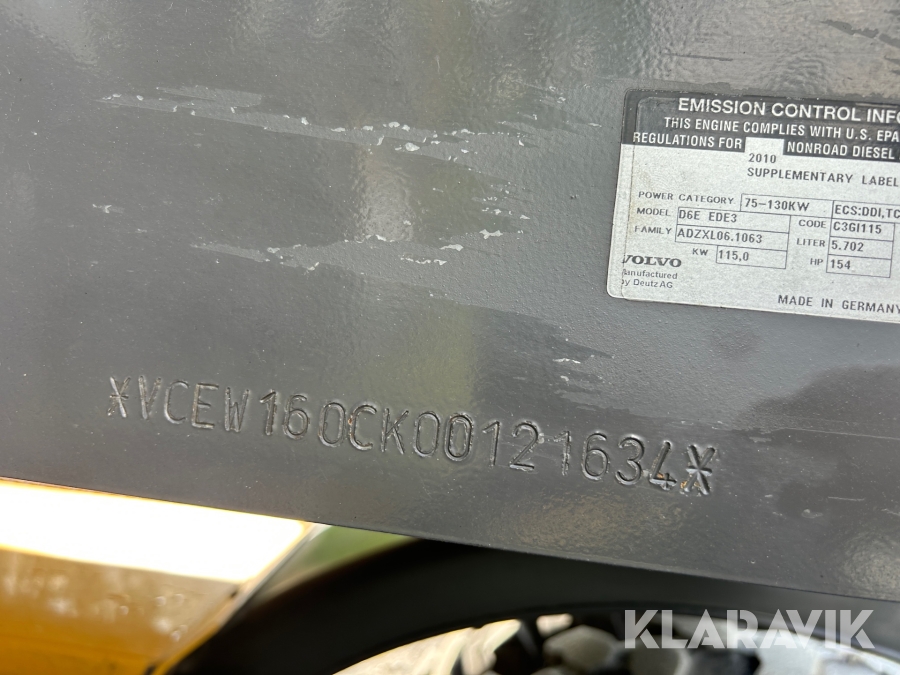 EMISSION CONTROL INFO
THIS ENGINE COMPLIES WITH U.S. EPA
REGULATIONS FOR NONROAD DIESEL
2010
SUPPLEMENTARY LABEL
POWER CATEGORY 75-130KW ECS:DDI,TC
MODEL D6E EDE3 CODE C3GI115
FAMILY ADZXL06.1063 LITER 5.702
KW 115,0 HP 154
VOLVO
Manufactured
by Deutz AG
MADE IN GERMANY
*VCEW160CK00121634*
KLARAVIK